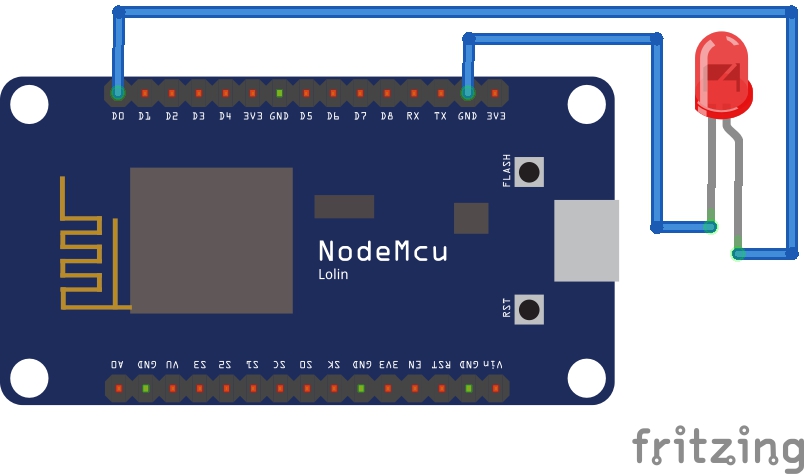 D0 D1 D2 D3 D4 3V3 GND D5 D6 D7 D8 RX TX GND 3V3
FLASH
NodeMcu
Lolin
RST
A0 GND VU S3 S2 S1 SC SO SK GND 3V3 EN RST GND Vin
fritzing